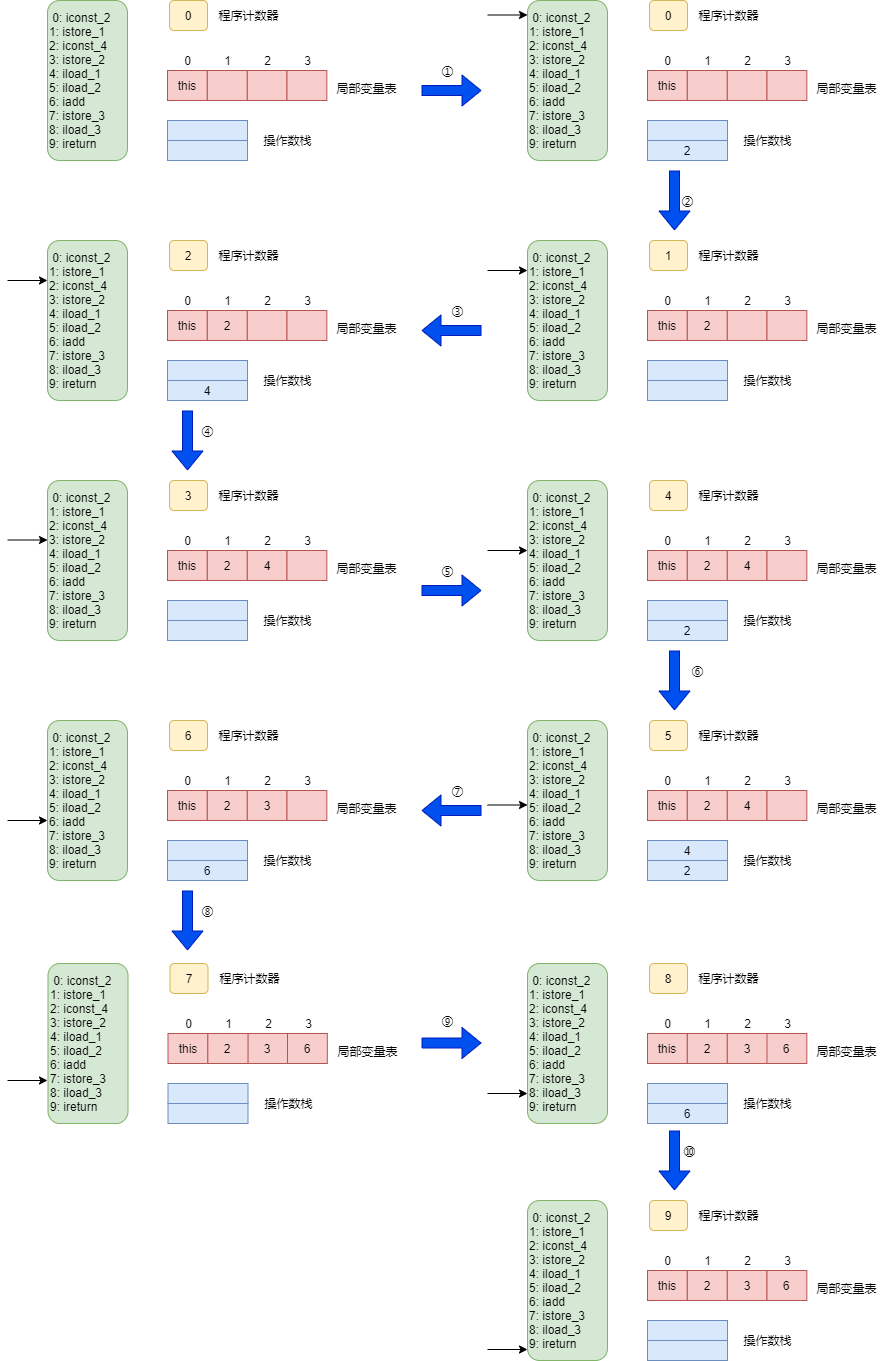 0: iconst_2
1: istore_1
2: iconst_4
3: istore_2
4: iload_1
5: iload_2
6: iadd
7: istore_3
8: iload_3
9: ireturn
0 程序计数器
0 1 2 3
this 局部变量表
操作数栈
①
0: iconst_2
1: istore_1
2: iconst_4
3: istore_2
4: iload_1
5: iload_2
6: iadd
7: istore_3
8: iload_3
9: ireturn
0 程序计数器
0 1 2 3
this 局部变量表
2 操作数栈
②
0: iconst_2
1: istore_1
2: iconst_4
3: istore_2
4: iload_1
5: iload_2
6: iadd
7: istore_3
8: iload_3
9: ireturn
1 程序计数器
0 1 2 3
this 2 局部变量表
操作数栈
③
0: iconst_2
1: istore_1
2: iconst_4
3: istore_2
4: iload_1
5: iload_2
6: iadd
7: istore_3
8: iload_3
9: ireturn
2 程序计数器
0 1 2 3
this 2 局部变量表
操作数栈
4
④
0: iconst_2
1: istore_1
2: iconst_4
3: istore_2
4: iload_1
5: iload_2
6: iadd
7: istore_3
8: iload_3
9: ireturn
3 程序计数器
0 1 2 3
this 2 4 局部变量表
操作数栈
⑤
0: iconst_2
1: istore_1
2: iconst_4
3: istore_2
4: iload_1
5: iload_2
6: iadd
7: istore_3
8: iload_3
9: ireturn
4 程序计数器
0 1 2 3
this 2 4 局部变量表
操作数栈
2
⑥
0: iconst_2
1: istore_1
2: iconst_4
3: istore_2
4: iload_1
5: iload_2
6: iadd
7: istore_3
8: iload_3
9: ireturn
5 程序计数器
0 1 2 3
this 2 4 局部变量表
4 操作数栈
2
⑦
0: iconst_2
1: istore_1
2: iconst_4
3: istore_2
4: iload_1
5: iload_2
6: iadd
7: istore_3
8: iload_3
9: ireturn
6 程序计数器
0 1 2 3
this 2 3 局部变量表
操作数栈
6
⑧
0: iconst_2
1: istore_1
2: iconst_4
3: istore_2
4: iload_1
5: iload_2
6: iadd
7: istore_3
8: iload_3
9: ireturn
7 程序计数器
0 1 2 3
this 2 3 6 局部变量表
操作数栈
⑨
0: iconst_2
1: istore_1
2: iconst_4
3: istore_2
4: iload_1
5: iload_2
6: iadd
7: istore_3
8: iload_3
9: ireturn
8 程序计数器
0 1 2 3
this 2 3 6 局部变量表
操作数栈
6
⑩
0: iconst_2
1: istore_1
2: iconst_4
3: istore_2
4: iload_1
5: iload_2
6: iadd
7: istore_3
8: iload_3
9: ireturn
9 程序计数器
0 1 2 3
this 2 3 6 局部变量表
操作数栈